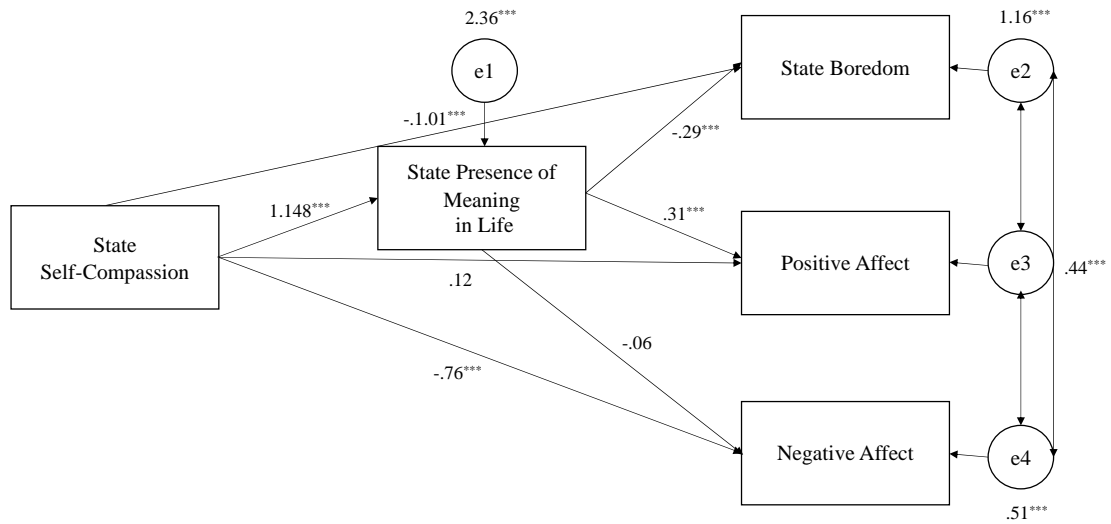 2.36***
1.16***
e1
State Boredom
e2
-.1.01***
-.29***
State Presence of
Meaning
in Life
1.148***
.31***
State
Self-Compassion
Positive Affect
e3
.44***
.12
-.06
-.76***
Negative Affect
e4
.51***